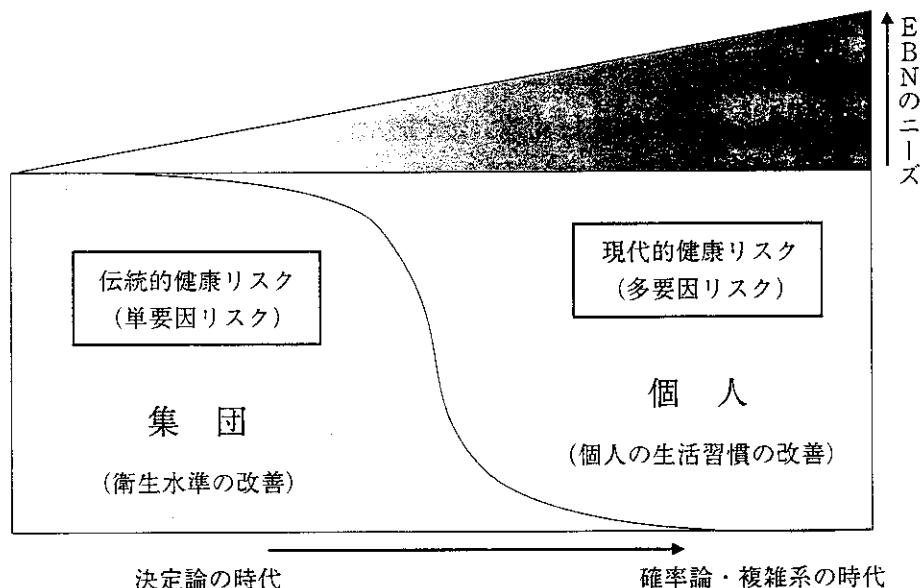 EBNのニーズ
伝統的健康リスク
(単要因リスク)
現代的健康リスク
(多要因リスク)
集 団
(衛生水準の改善)
個 人
(個人の生活習慣の改善)
決定論の時代
確率論・複雑系の時代